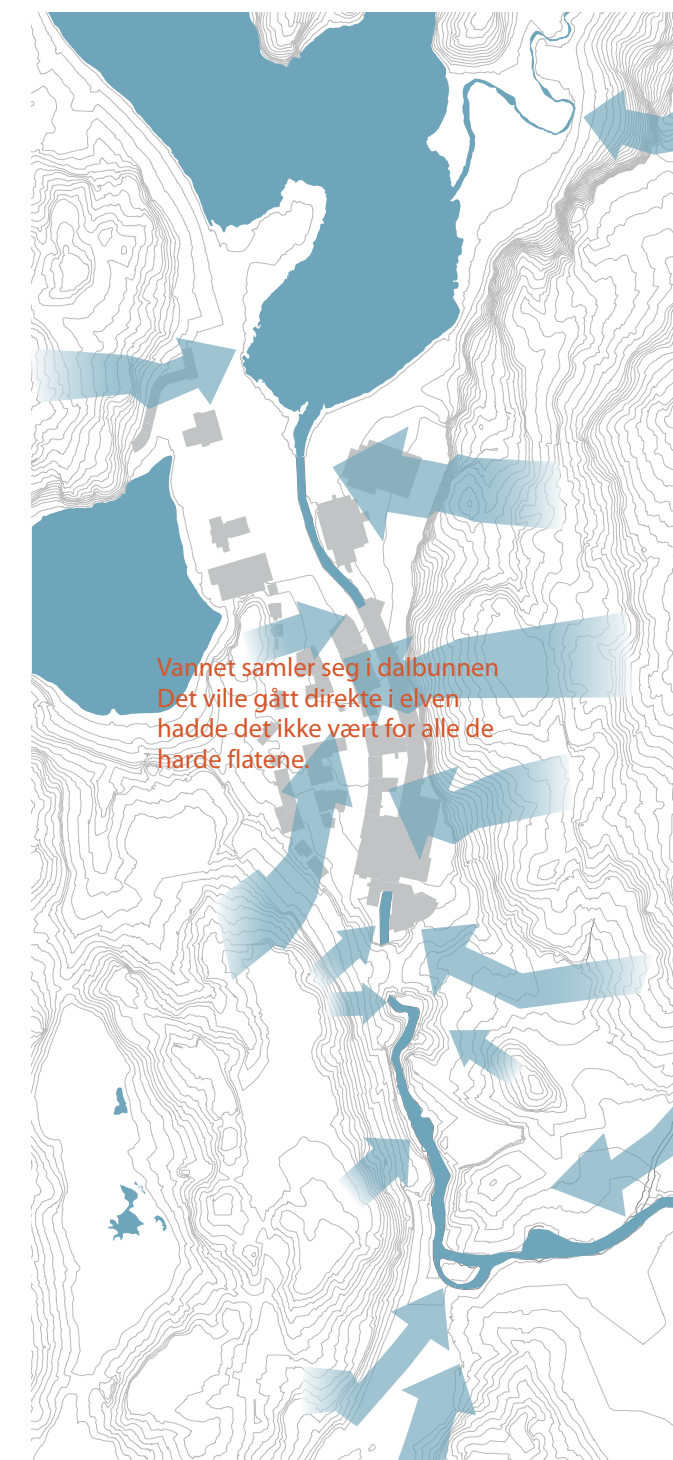 Vannet samler seg i dalbunnen
Det ville gått direkte i elven
hadde det ikke vært for alle de
harde flatene.